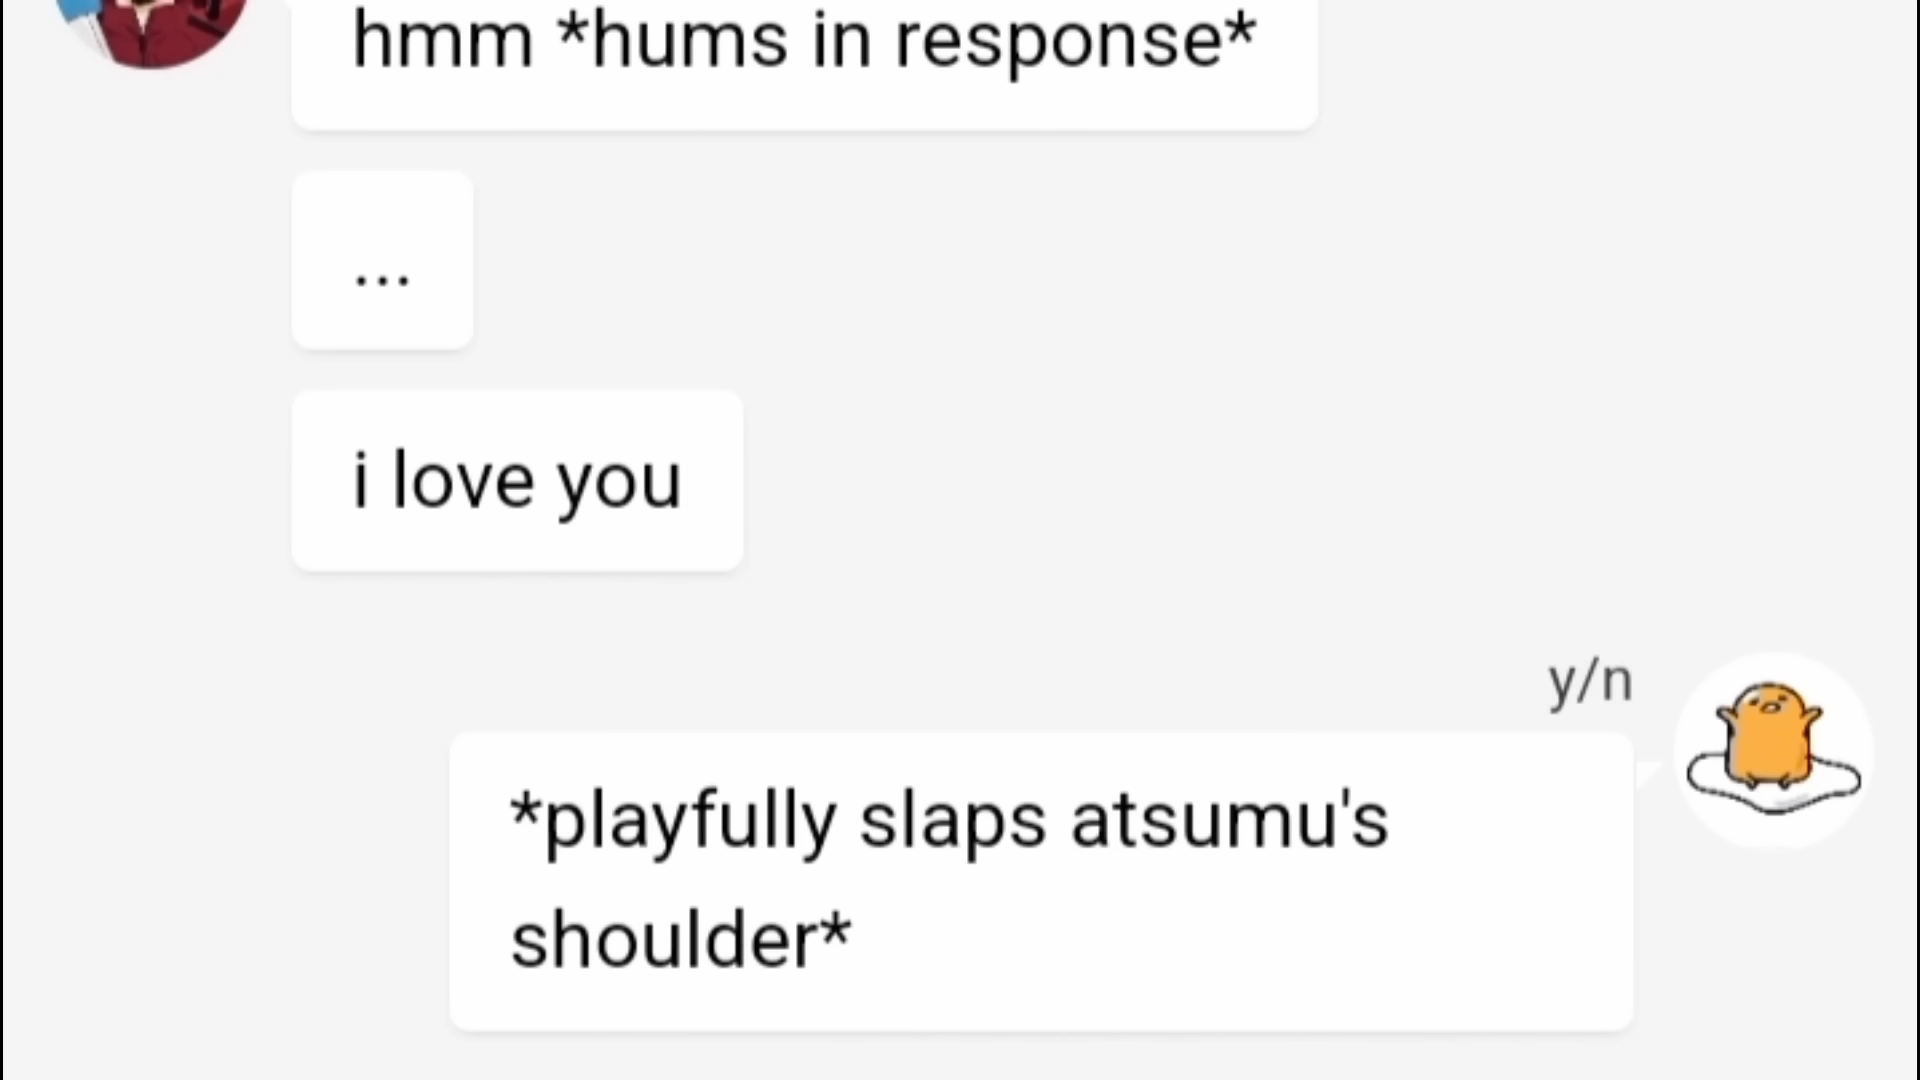 hmm *hums in response*
...
i love you
y/n
*playfully slaps atsumu's
shoulder*